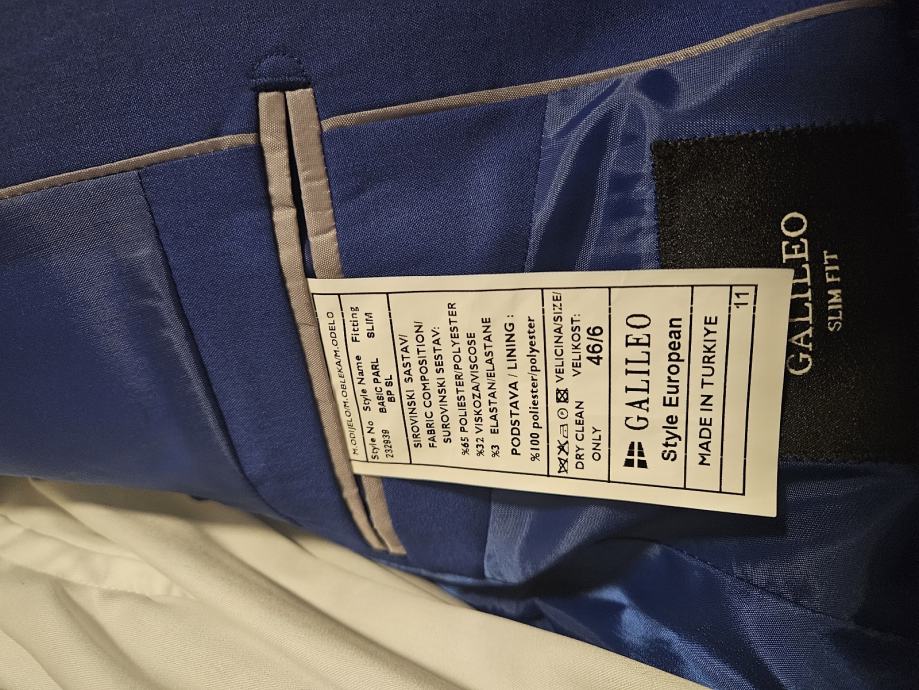 M.ODIJELO/M.OBLEKA/M.ODELO
Style No Style Name Fitting
232939 BASIC PARL SLIM
BP SL
SIROVINSKI SASTAV/
FABRIC COMPOSITION/
SUROVINSKI SESTAV:
%65 POLIESTER/POLYESTER
%32 VISKOZA/VISCOSE
%3 ELASTAN/ELASTANE
PODSTAVA / LINING :
%100 poliester/polyester
VELICINA/SIZE/
DRY CLEAN VELIKOST:
ONLY 46/6
GALILEO
Style European
MADE IN TURKIYE
11
GALILEO
SLIM FIT